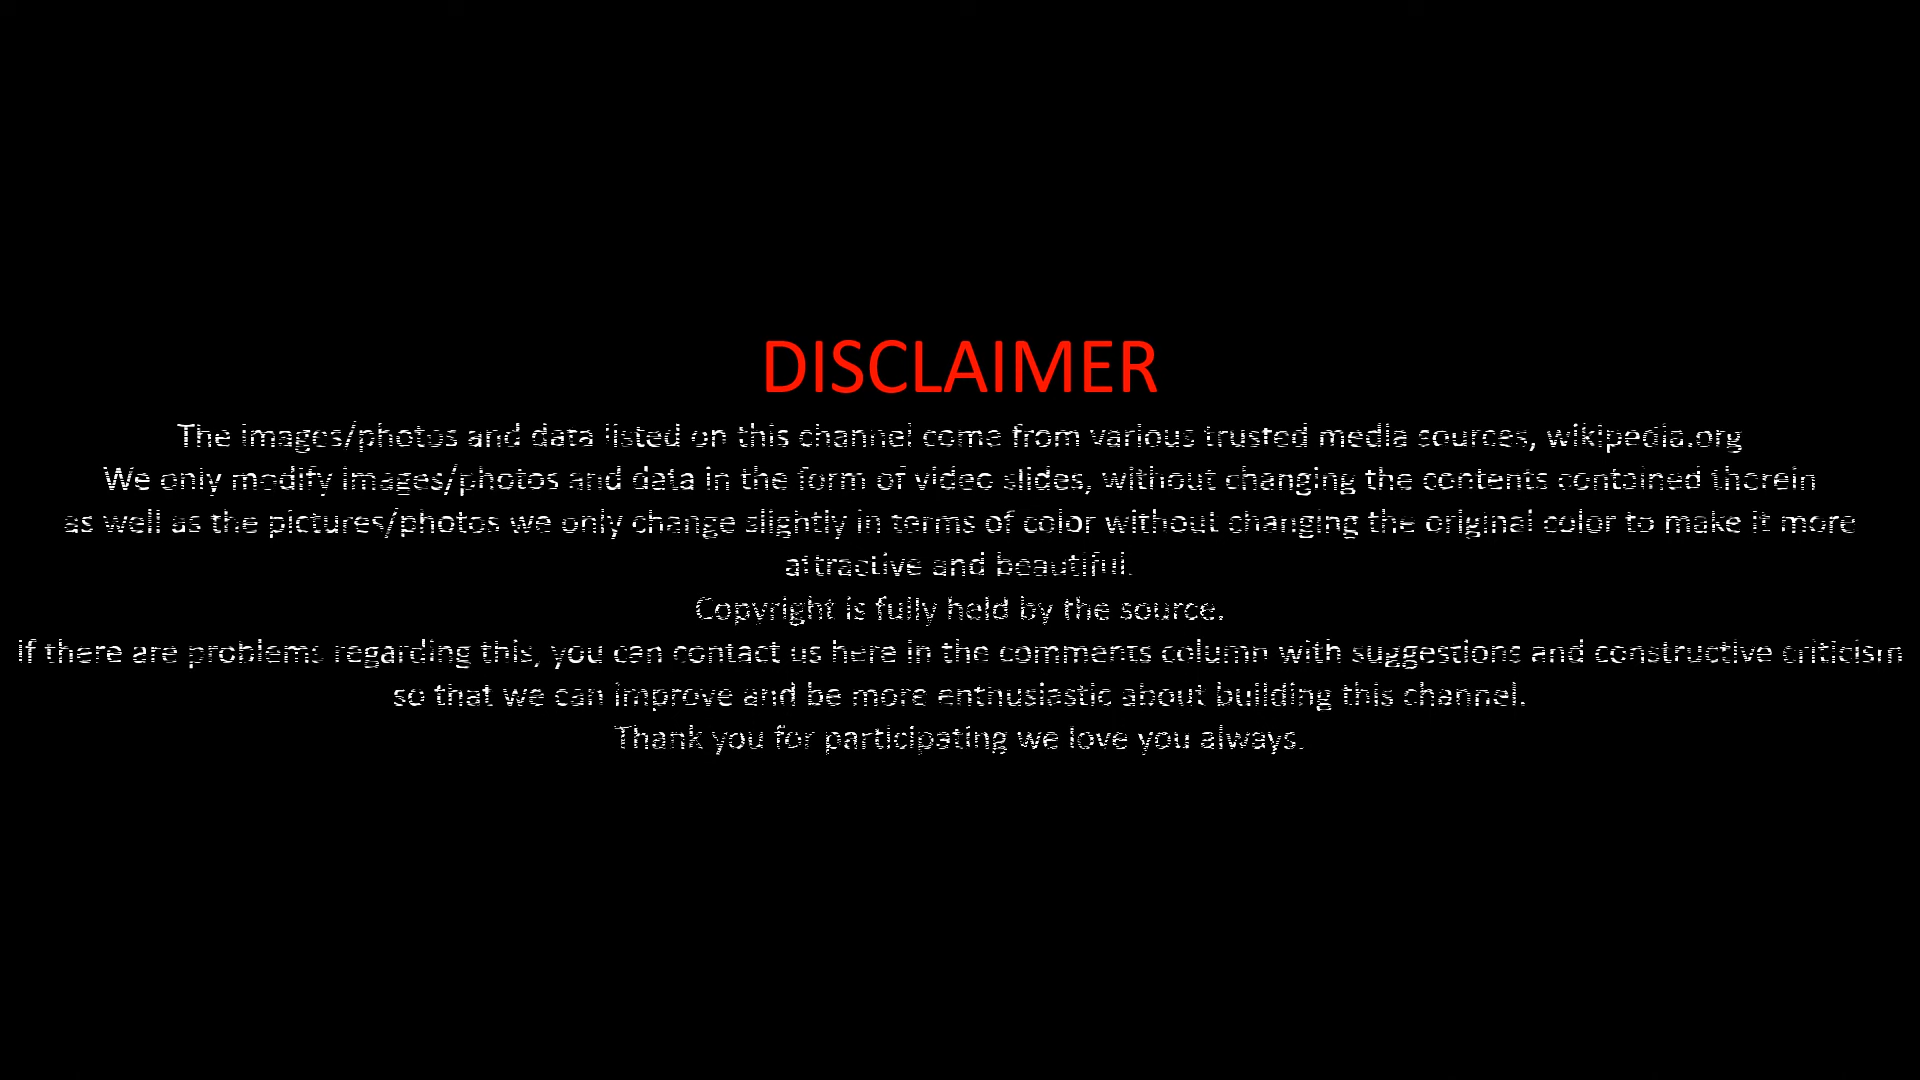 DISCLAIMER
The images/photos and data listed on this channel come from various trusted media sources, wikipedia.org
We only modify images/photos and data in the form of video slides, without changing the contents contained therein
as well as the pictures/photos we only change slightly in terms of color without changing the original color to make it more
attractive and beautiful.
Copyright is fully held by the source.
if there are problems regarding this, you can contact us here in the comments column with suggestions and constructive criticism
so that we can improve and be more enthusiastic about building this channel.
Thank you for participating we love you always.